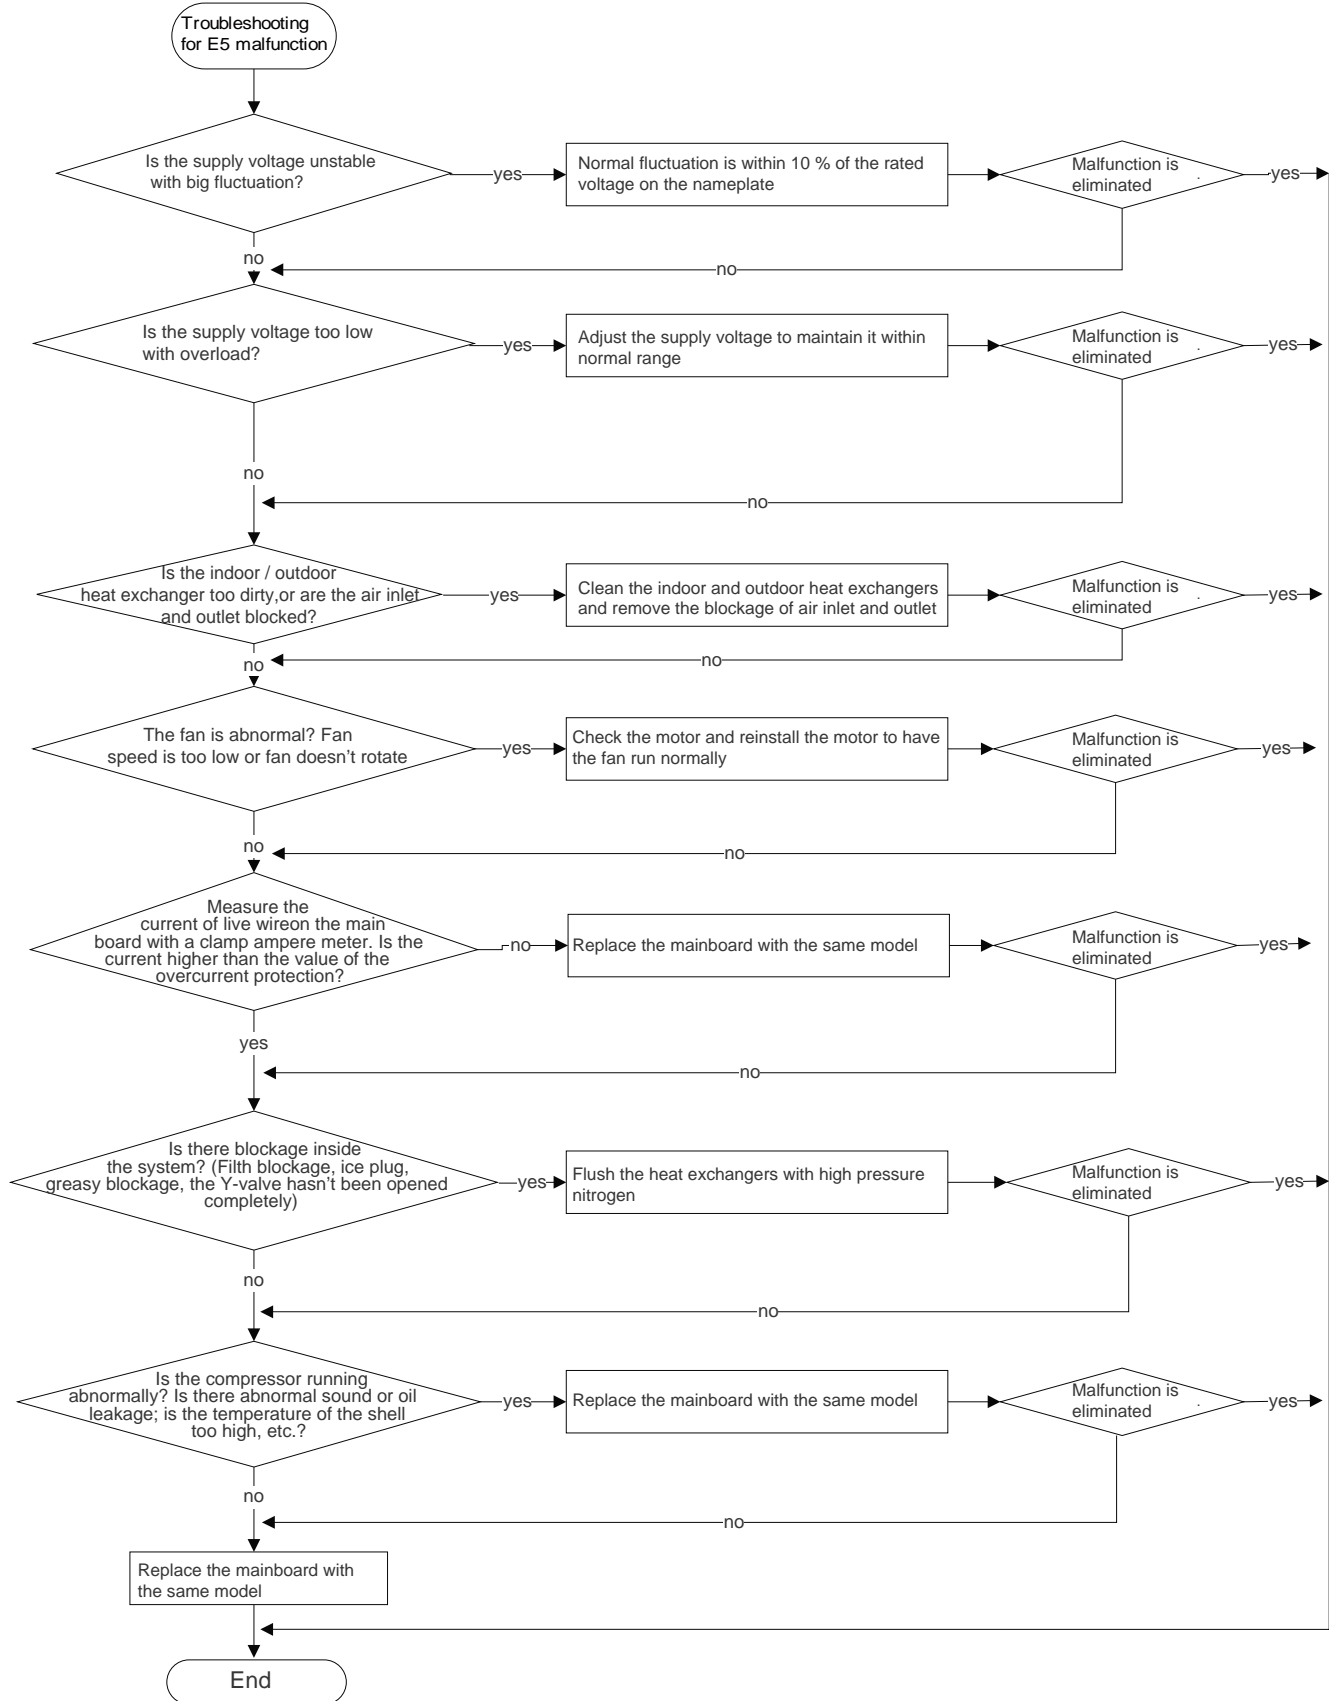 Troubleshooting
for E5 malfunction
Is the supply voltage unstable
with big fluctuation?
yes
Normal fluctuation is within 10 % of the rated
voltage on the nameplate
Malfunction is
eliminated .
yes
no
no
Is the supply voltage too low
with overload?
yes
Adjust the supply voltage to maintain it within
normal range
Malfunction is
eliminated .
yes
no
no
Is the indoor / outdoor
heat exchanger too dirty,or are the air inlet
and outlet blocked?
yes
Clean the indoor and outdoor heat exchangers
and remove the blockage of air inlet and outlet
Malfunction is
eliminated .
yes
no
no
The fan is abnormal? Fan
speed is too low or fan doesn't rotate
yes
Check the motor and reinstall the motor to have
the fan run normally
Malfunction is
eliminated
yes
no
no
Measure the
current of live wireon the main
board with a clamp ampere meter. Is the
current higher than the value of the
overcurrent protection?
no
Replace the mainboard with the same model
Malfunction is
eliminated
yes
yes
no
Is there blockage inside
the system? (Filth blockage, ice plug,
greasy blockage, the Y-valve hasn't been opened
completely)
yes
Flush the heat exchangers with high pressure
nitrogen
Malfunction is
eliminated
yes
no
no
Is the compressor running
abnormally? Is there abnormal sound or oil
leakage; is the temperature of the shell
too high, etc.?
yes
Replace the mainboard with the same model
Malfunction is
eliminated .
yes
no
no
Replace the mainboard with
the same model
End